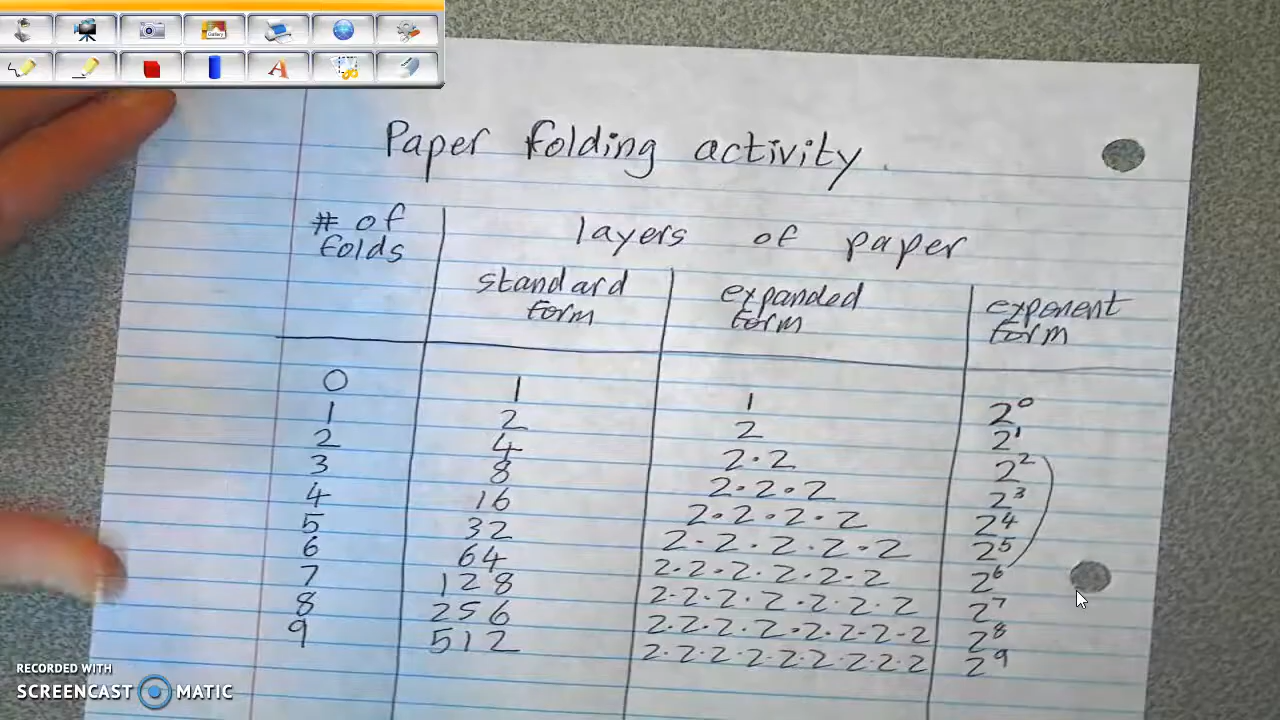 Paper folding activity.
# of folds
layers of paper
standard form
expanded form
exponent form
0 1 1 2⁰
1 2 2 2¹
2 4 2·2 2²
3 8 2·2·2 2³
4 16 2·2·2·2 2⁴
5 32 2·2·2·2·2 2⁵
6 64 2·2·2·2·2·2 2⁶
7 128 2·2·2·2·2·2·2 2⁷
8 256 2·2·2·2·2·2·2·2 2⁸
9 512 2·2·2·2·2·2·2·2·2 2⁹
RECORDED WITH
SCREENCAST MATIC